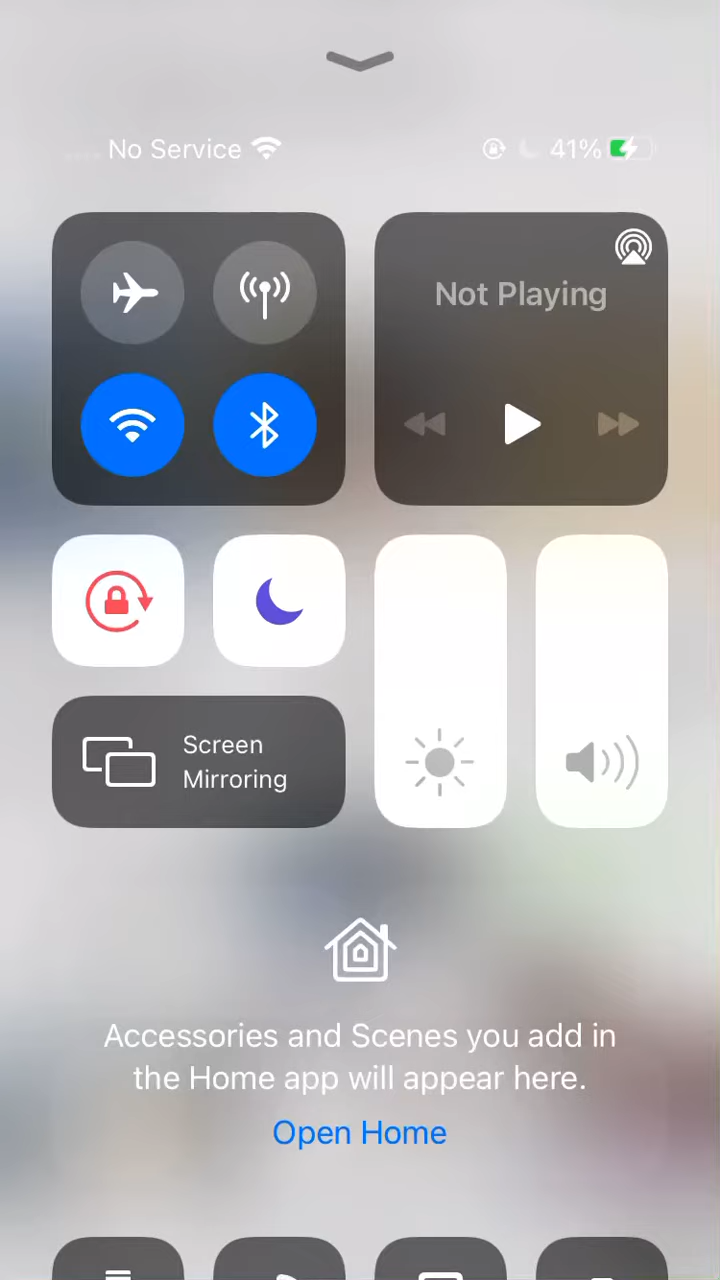 No Service
41%
Not Playing
Screen
Mirroring
Accessories and Scenes you add in
the Home app will appear here.
Open Home